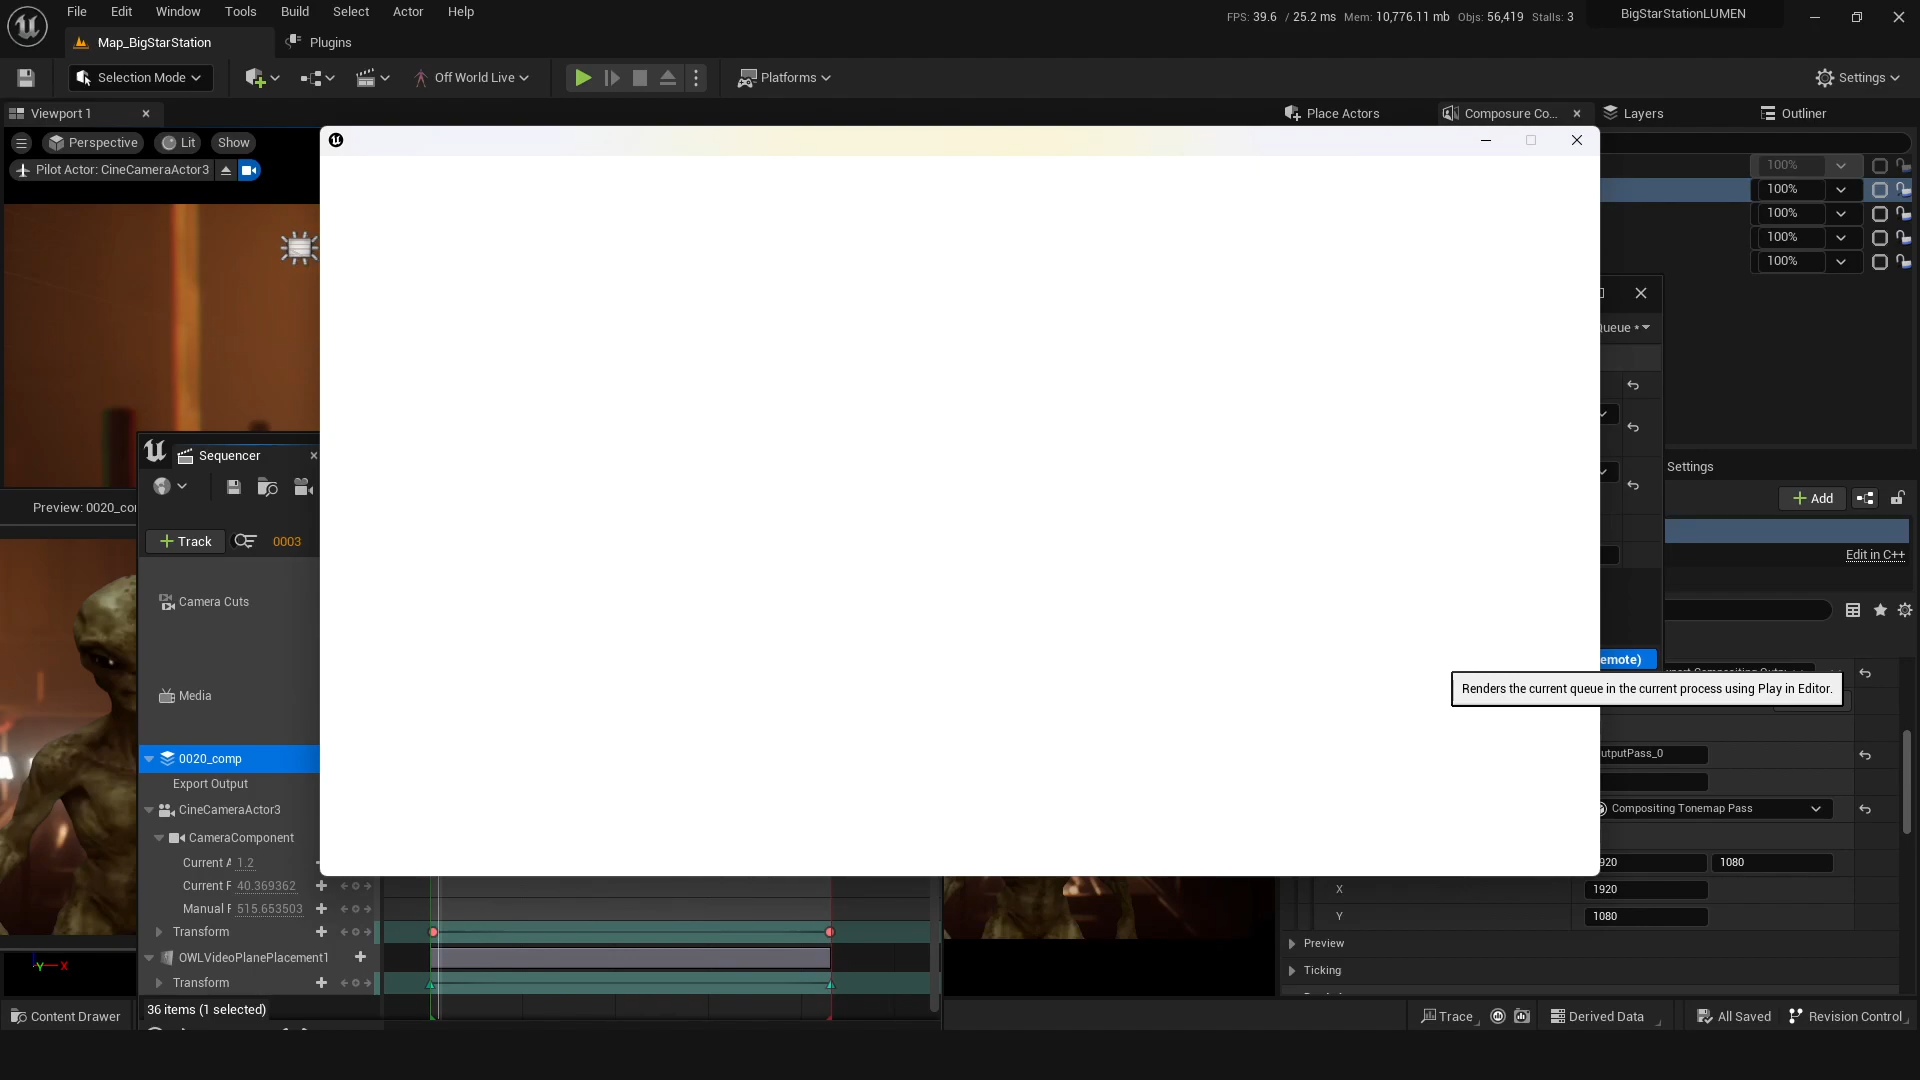 File Edit Window Tools Build Select Actor Help
FPS: 39.6 / 25.2 ms Mem: 10,776.11 mb Objs: 56,419 Stalls: 3
BigStarStationLUMEN
Map_BigStarStation
Plugins
Selection Mode
Off World Live
Platforms
Settings
Viewport 1
Place Actors
Composure Co...
Layers
Outliner
Perspective
Lit
Show
Pilot Actor: CineCameraActor3
100%
100%
100%
100%
100%
Sequencer
Settings
Preview: 0020_co
Add
Track
0003
Edit in C++
Camera Cuts
Media
emote)
Renders the current queue in the current process using Play in Editor.
0020_comp
Export Output
utputPass_0
CineCameraActor3
Compositing Tonemap Pass
CameraComponent
Current A 1.2
920
1080
Current F 40.369362
X
1920
Manual F 515.653503
Y
1080
Transform
Preview
OWLVideoPlanePlacement1
Ticking
Transform
36 items (1 selected)
Content Drawer
Trace
Derived Data
All Saved
Revision Control